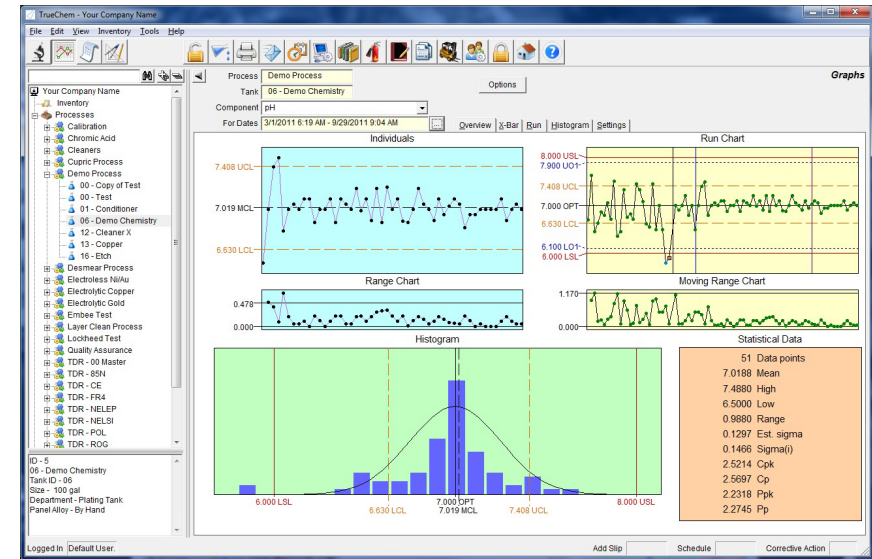 TrueChem - Your Company Name
File Edit View Inventory Tools Help
Process Demo Process
Tank 06 - Demo Chemistry
Options
Graphs
Component pH
For Dates 3/1/2011 6:19 AM - 9/29/2011 9:04 AM ...
Overview X-Bar Run Histogram Settings
Your Company Name
Inventory
Processes
Calibration
Chromic Acid
Cleaners
Cupric Process
Demo Process
00 - Copy of Test
00 - Test
01 - Conditioner
06 - Demo Chemistry
12 - Cleaner X
13 - Copper
16 - Etch
Desmear Process
Electroless Ni/Au
Electrolytic Copper
Electrolytic Gold
Embee Test
Layer Clean Process
Lockheed Test
Quality Assurance
TDR - 00 Master
TDR - 85N
TDR - CE
TDR - FR4
TDR - NELEP
TDR - NELSI
TDR - POL
TDR - ROG
ID - 5
06 - Demo Chemistry
Tank ID - 06
Size - 100 gal
Department - Plating Tank
Panel Alloy - By Hand
Individuals
7.408 UCL
7.019 MCL
6.630 LCL
Run Chart
8.000 USL
7.900 UO1
7.408 UCL
7.000 OPT
6.630 LCL
6.100 LO1
6.000 LSL
Range Chart
0.478
0.000
Moving Range Chart
1.170
0.000
Histogram
6.000 LSL
6.630 LCL
7.000 OPT
7.019 MCL
7.408 UCL
8.000 USL
Statistical Data
51 Data points
7.0188 Mean
7.4880 High
6.5000 Low
0.9880 Range
0.1297 Est. sigma
0.1466 Sigma(i)
2.5214 Cpk
2.5697 Cp
2.2318 Ppk
2.2745 Pp
Logged In Default User.
Add Slip
Schedule
Corrective Action